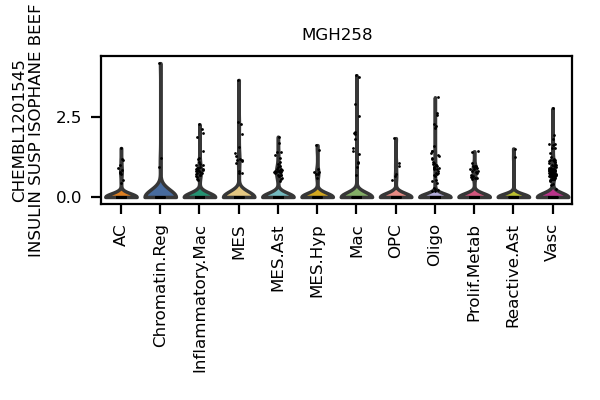 MGH258
CHEMBL1201545
INSULIN SUSP ISOPHANE BEEF
2.5
0.0
AC
Chromatin.Reg
Inflammatory.Mac
MES
MES.Ast
MES.Hyp
Mac
OPC
Oligo
Prolif.Metab
Reactive.Ast
Vasc